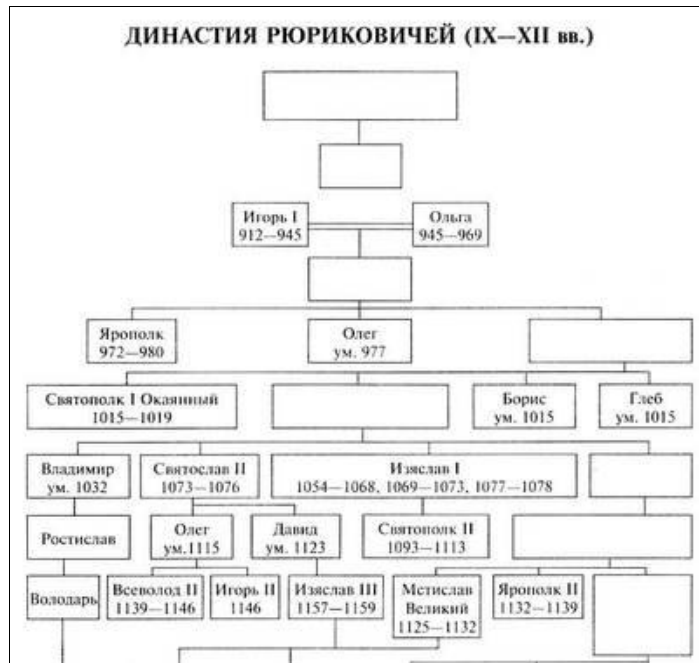 ДИНАСТИЯ РЮРИКОВИЧЕЙ (IX—XII вв.)
Игорь I
912—945
Ольга
945—969
Ярополк
972—980
Олег
ум. 977
Святополк I Окаянный
1015—1019
Борис
ум. 1015
Глеб
ум. 1015
Владимир
ум. 1032
Святослав II
1073—1076
Изяслав I
1054—1068, 1069—1073, 1077—1078
Ростислав
Олег
ум.1115
Давид
ум. 1123
Святополк II
1093—1113
Володарь
Всеволод II
1139—1146
Игорь II
1146
Изяслав III
1157—1159
Мстислав
Великий
1125—1132
Ярополк II
1132—1139